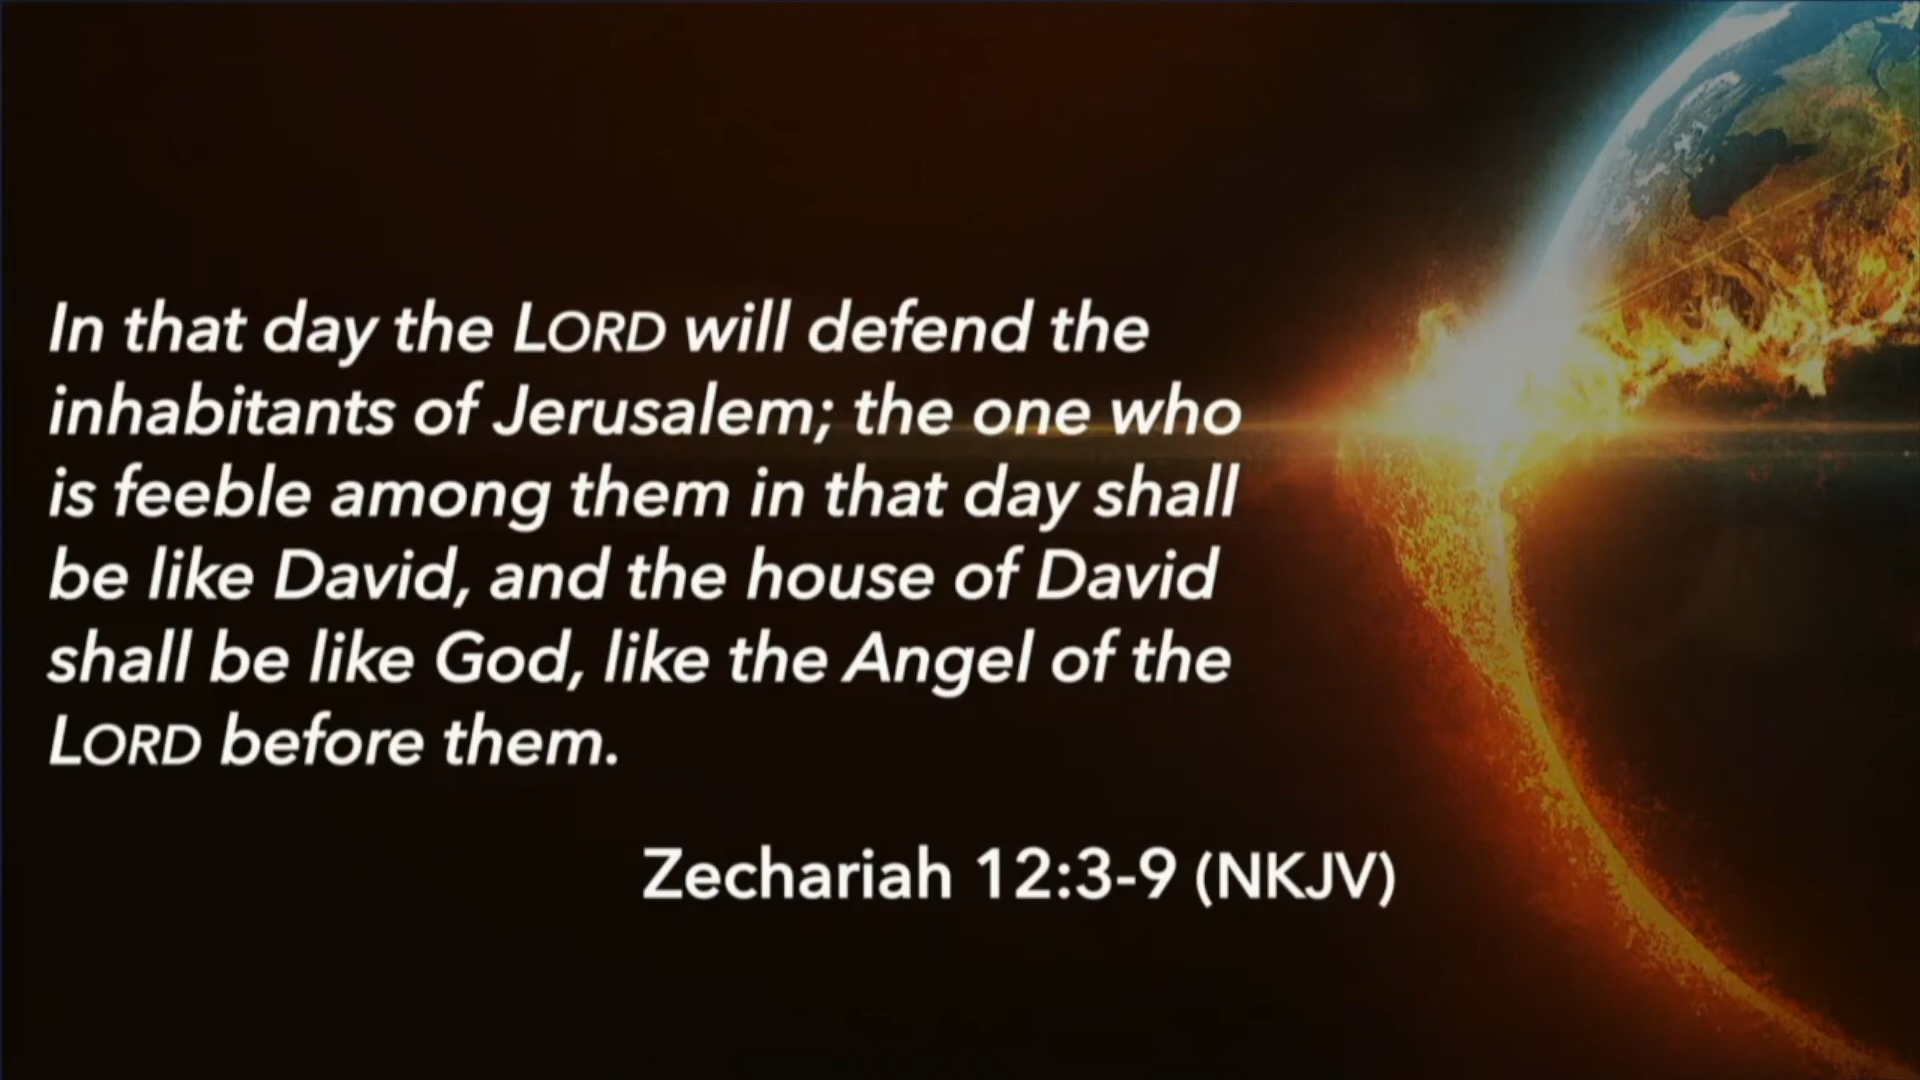 In that day the LORD will defend the
inhabitants of Jerusalem; the one who
is feeble among them in that day shall
be like David, and the house of David
shall be like God, like the Angel of the
LORD before them.
Zechariah 12:3-9 (NKJV)